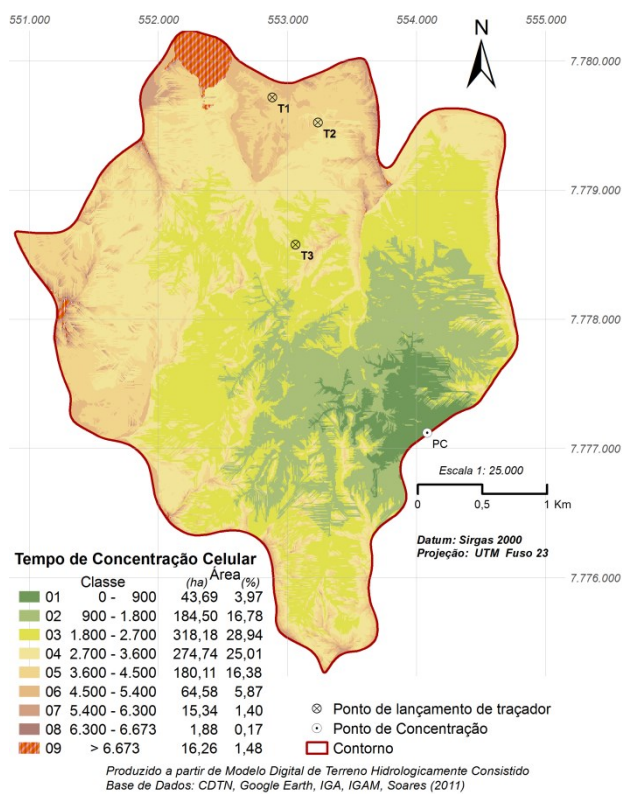 551.000 552.000 553.000 554.000 555.000
N
7.780.000
T1
T2
7.779.000
T3
7.778.000
PC
7.777.000
Escala 1: 25.000
0 0,5 1 Km
Datum: Sirgas 2000
Projeção: UTM Fuso 23
7.776.000
Tempo de Concentração Celular
Classe (ha) Área (%)
01 0 - 900 43,69 3,97
02 900 - 1.800 184,50 16,78
03 1.800 - 2.700 318,18 28,94
04 2.700 - 3.600 274,74 25,01
05 3.600 - 4.500 180,11 16,38
06 4.500 - 5.400 64,58 5,87
07 5.400 - 6.300 15,34 1,40
08 6.300 - 6.673 1,88 0,17
09 > 6.673 16,26 1,48
Ponto de lançamento de traçador
Ponto de Concentração
Contorno
Produzido a partir de Modelo Digital de Terreno Hidrologicamente Consistido
Base de Dados: CDTN, Google Earth, IGA, IGAM, Soares (2011)